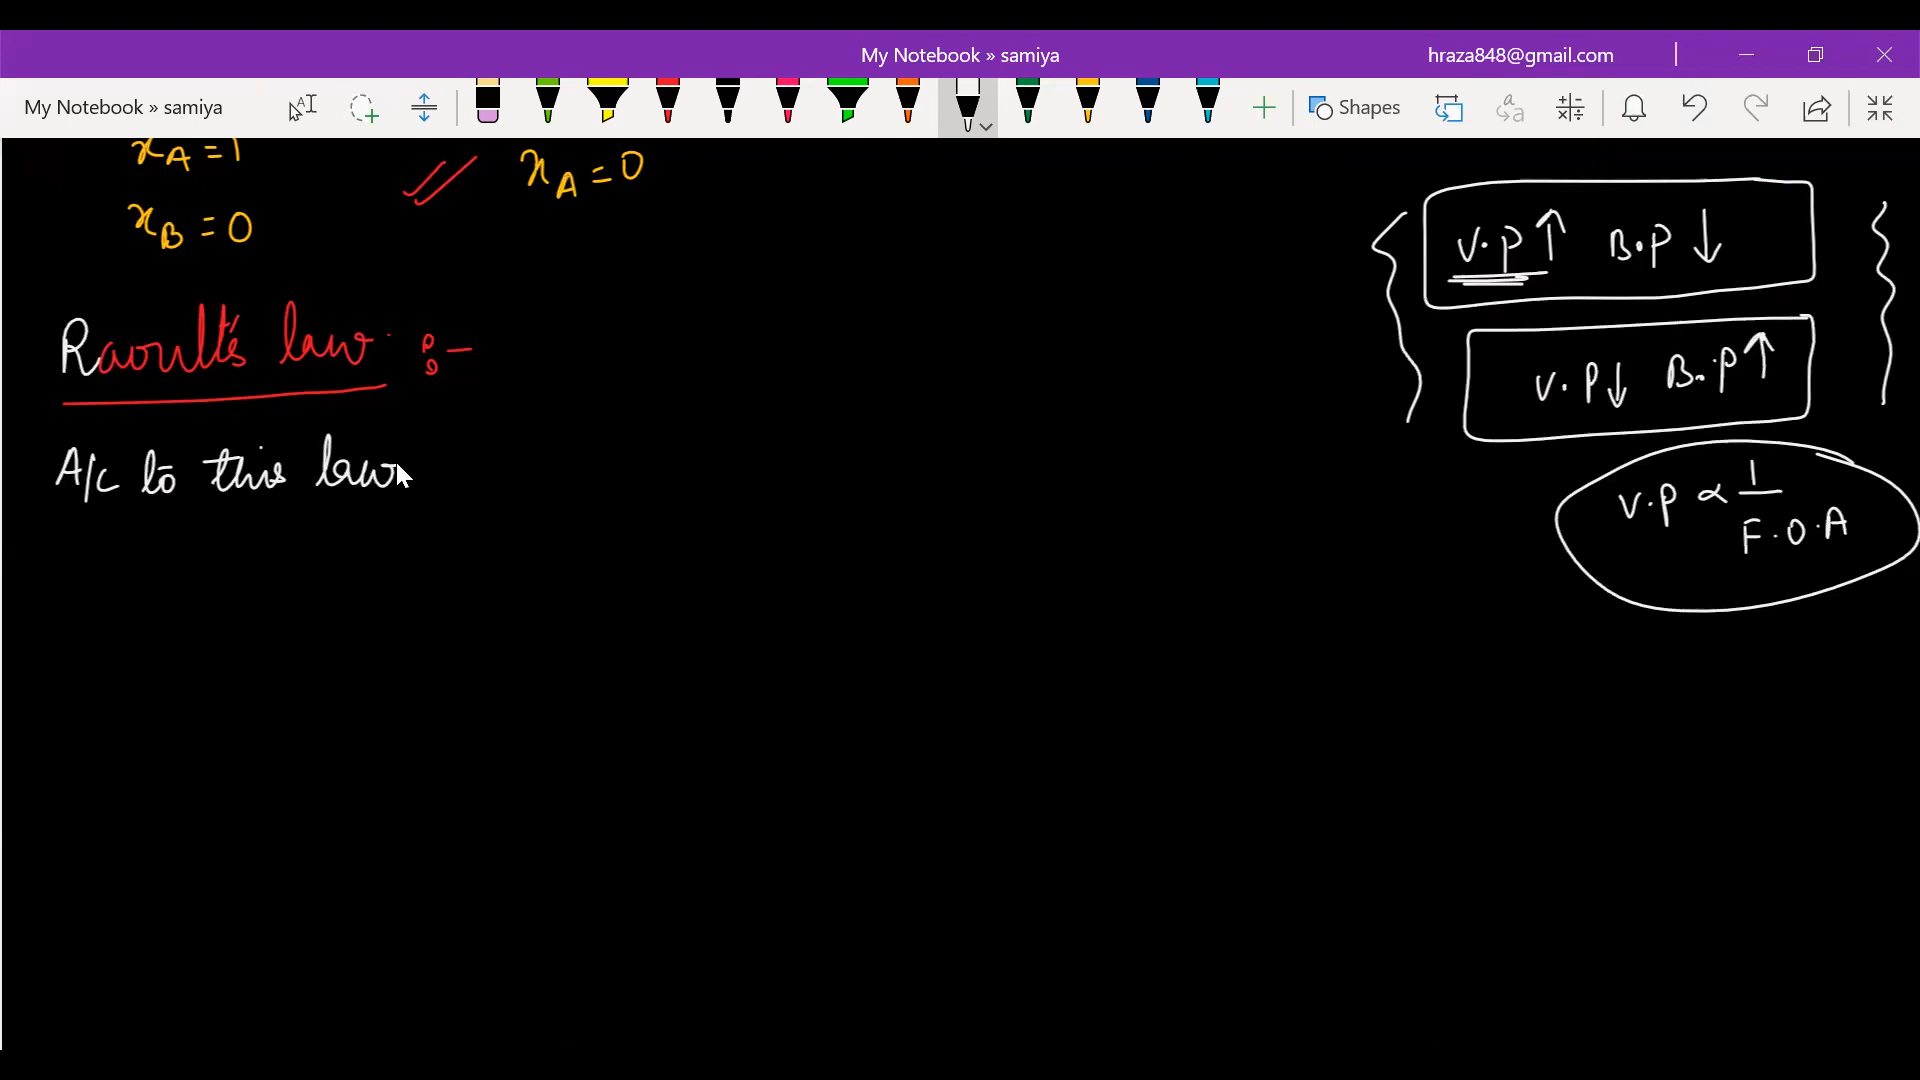 My Notebook » samiya
hraza848@gmail.com
My Notebook » samiya
Shapes
xA = 1
xA = 0
xB = 0
V.P ↑ B.P ↓
Raoult's law :-
V.P ↓ B.P ↑
A/c to this law
V.P ∝ 1/F.O.A